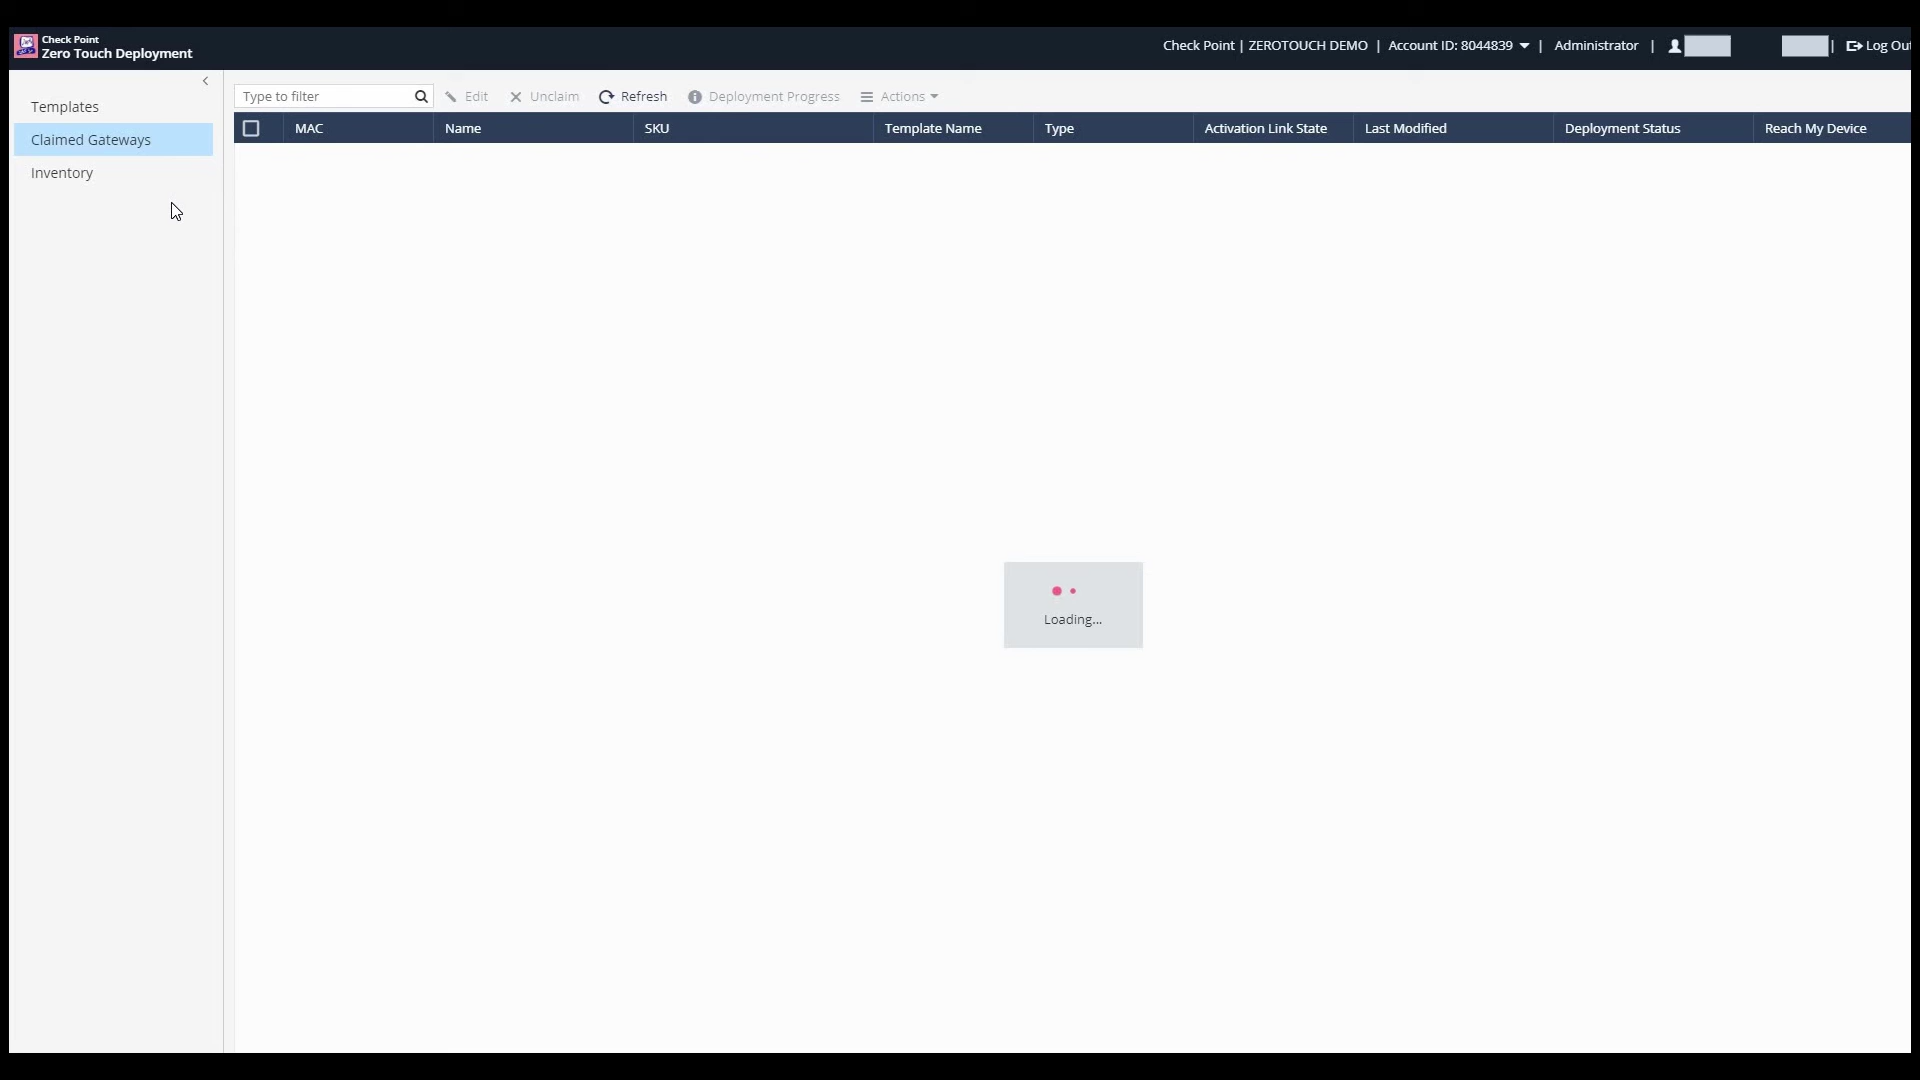 Check Point
Zero Touch Deployment
Check Point | ZEROTOUCH DEMO | Account ID: 8044839 | Administrator | | Log Out
Templates
Claimed Gateways
Inventory
Type to filter Edit Unclaim Refresh Deployment Progress Actions
MAC Name SKU Template Name Type Activation Link State Last Modified Deployment Status Reach My Device
Loading...